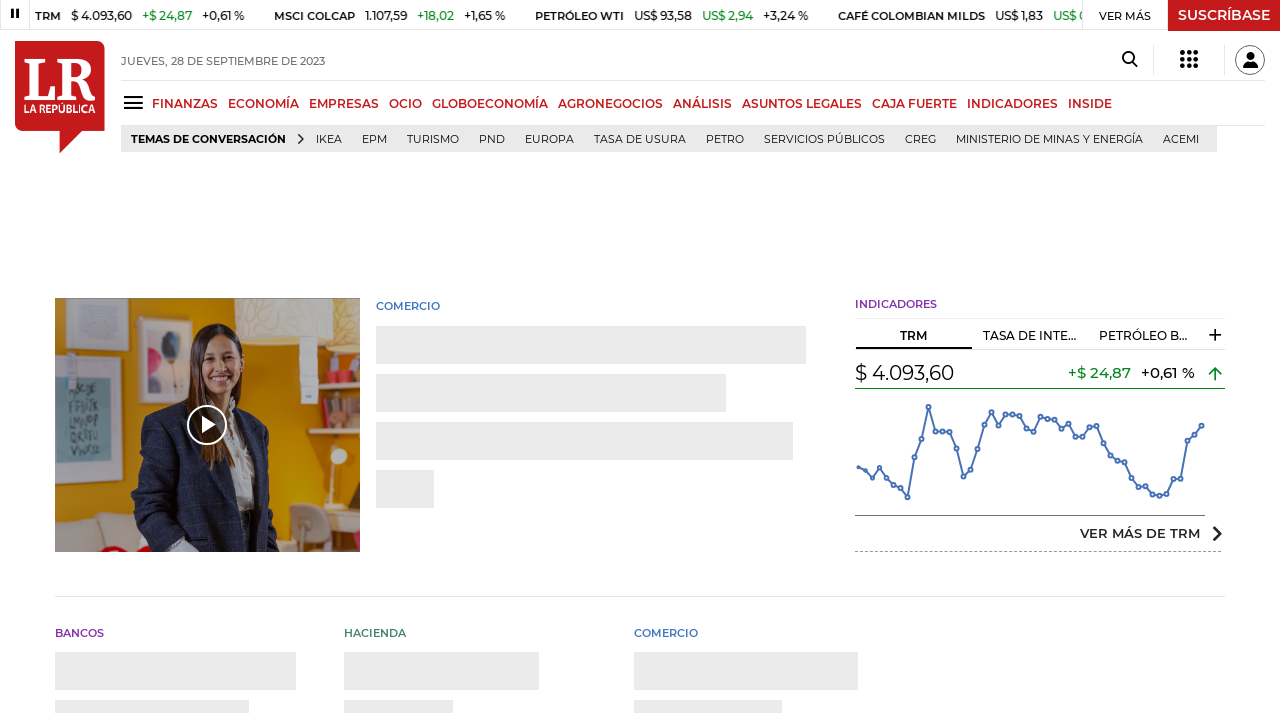 TRM $ 4.093,60 +$ 24,87 +0,61 % MSCI COLCAP 1.107,59 +18,02 +1,65 % PETRÓLEO WTI US$ 93,58 US$ 2,94 +3,24 % CAFÉ COLOMBIAN MILDS US$ 1,83 VER MÁS SUSCRÍBASE
LR
LA REPÚBLICA
JUEVES, 28 DE SEPTIEMBRE DE 2023
FINANZAS ECONOMÍA EMPRESAS OCIO GLOBOECONOMÍA AGRONEGOCIOS ANÁLISIS ASUNTOS LEGALES CAJA FUERTE INDICADORES INSIDE
TEMAS DE CONVERSACIÓN IKEA EPM TURISMO PND EUROPA TASA DE USURA PETRO SERVICIOS PÚBLICOS CREG MINISTERIO DE MINAS Y ENERGÍA ACEMI
COMERCIO
INDICADORES
TRM TASA DE INTE... PETRÓLEO B... +
$ 4.093,60 +$ 24,87 +0,61 %
VER MÁS DE TRM
BANCOS
HACIENDA
COMERCIO